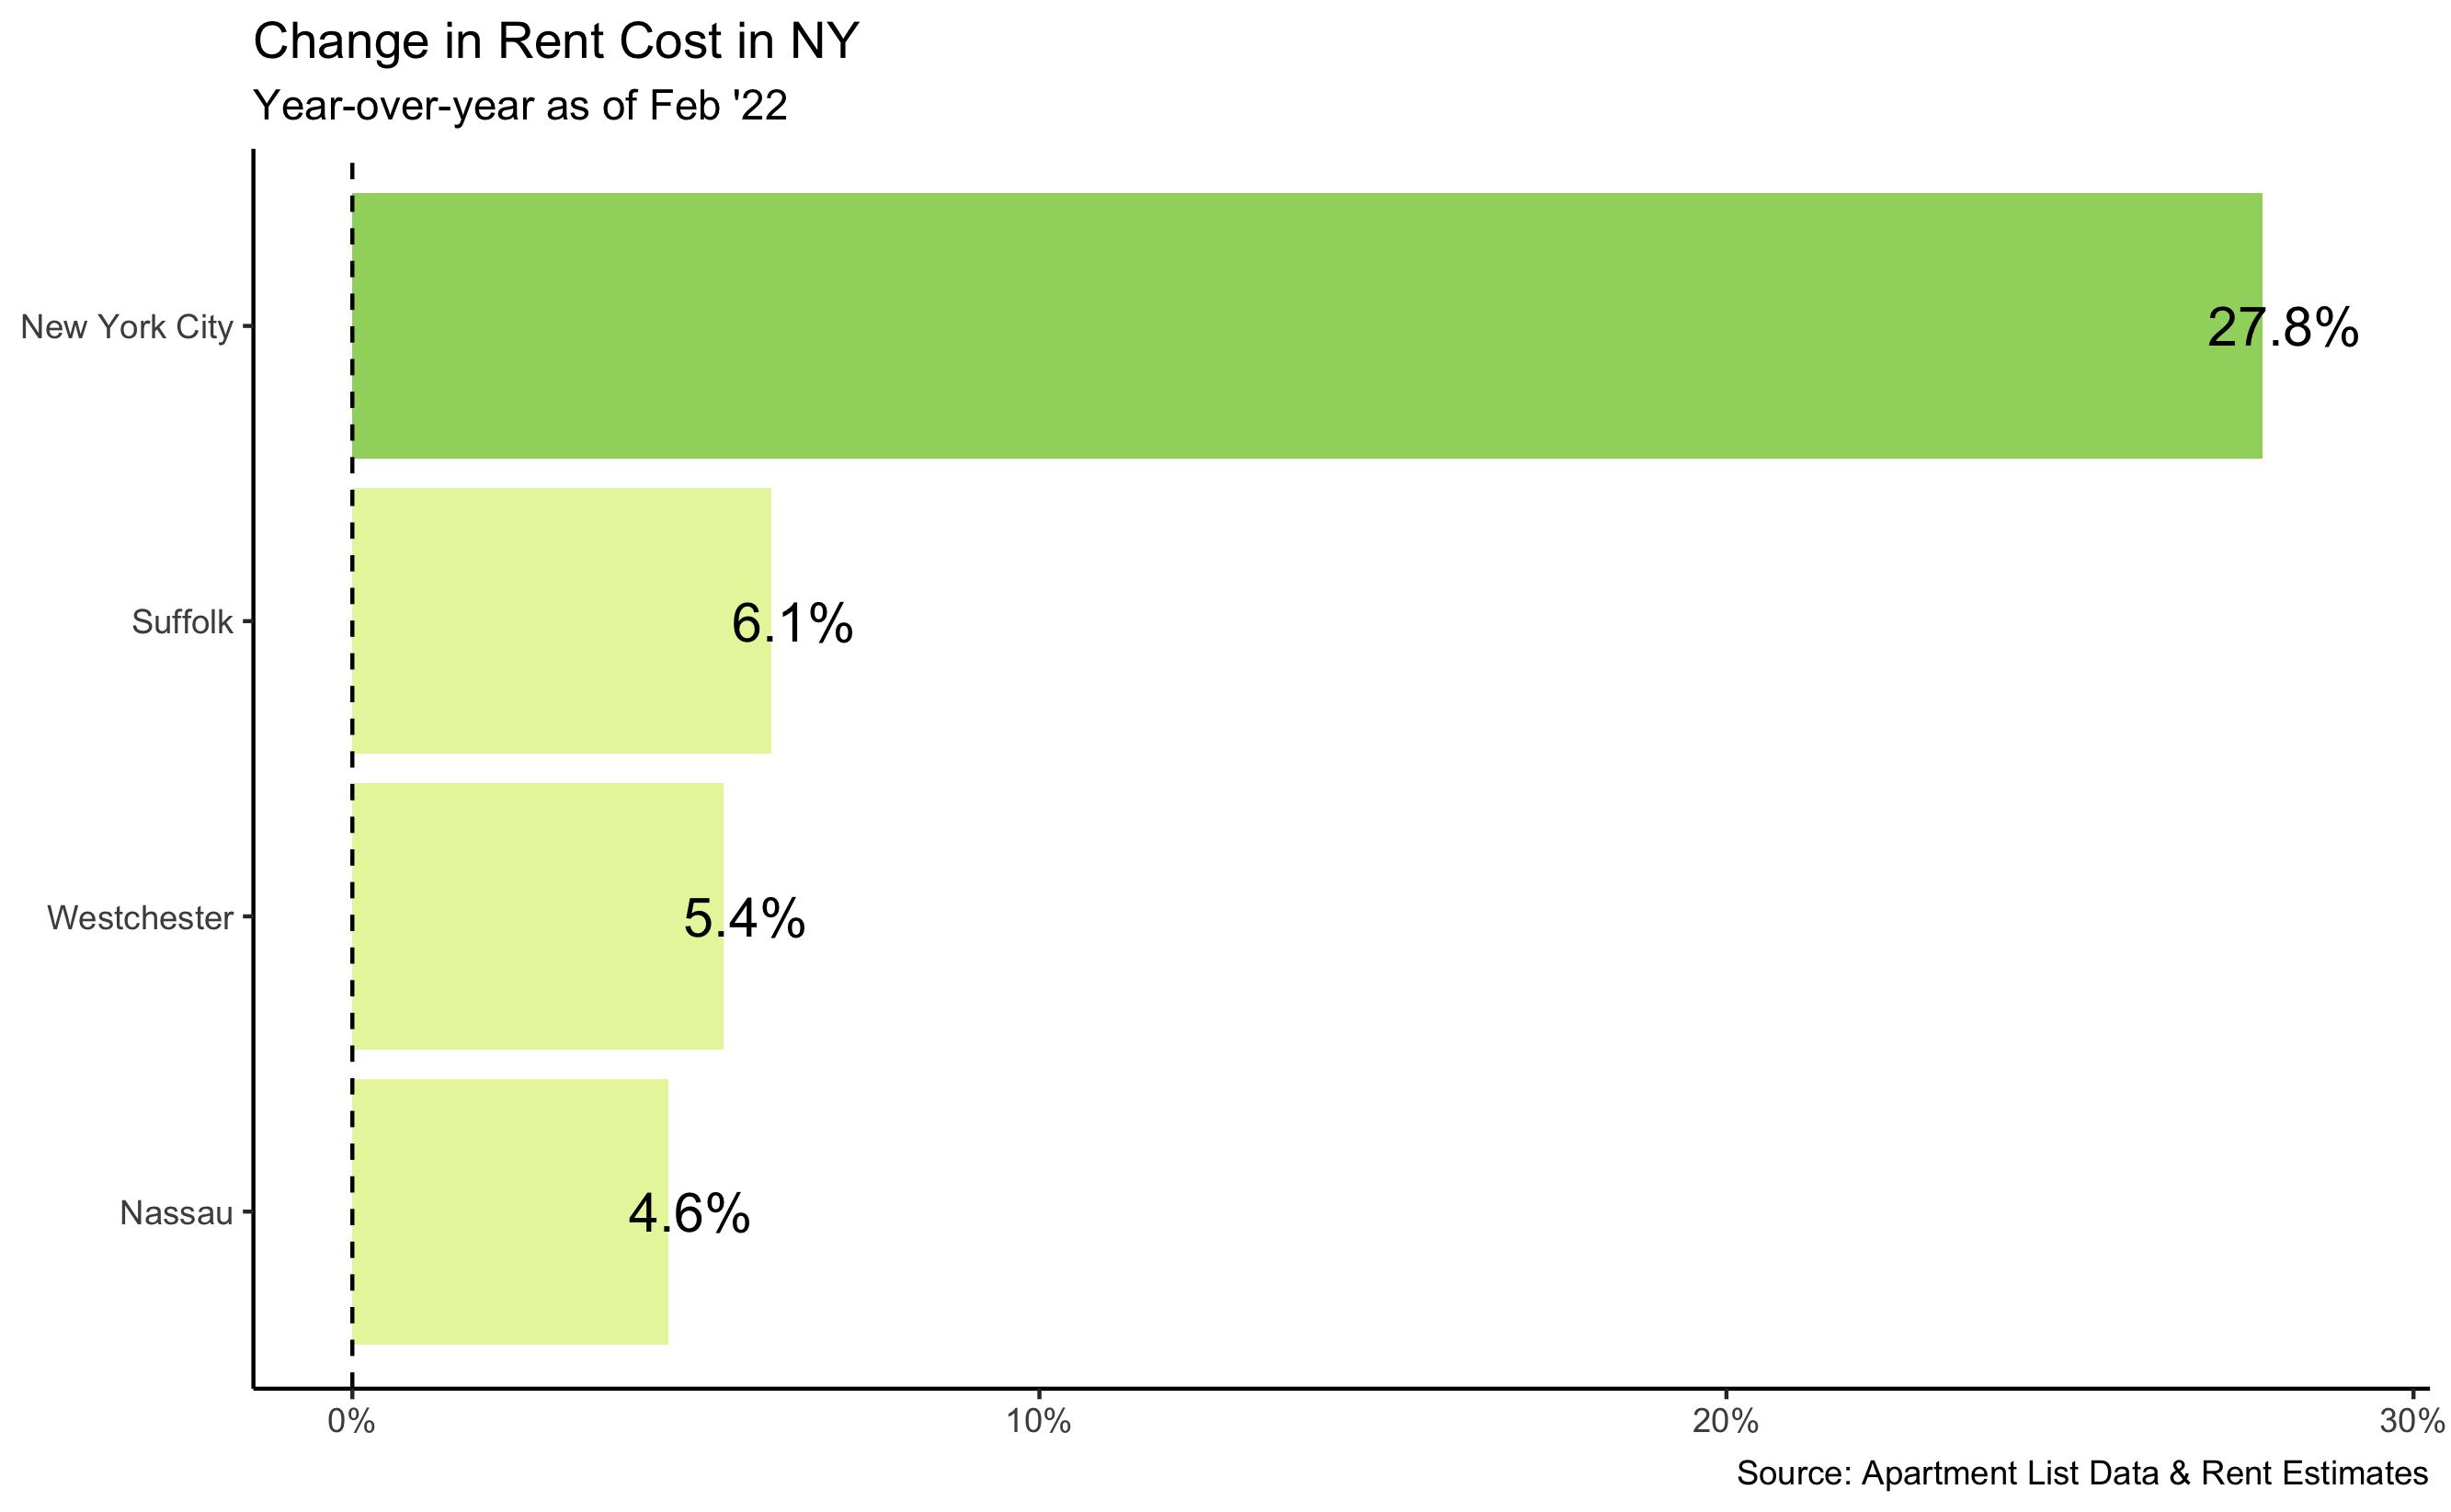 Change in Rent Cost in NY
Year-over-year as of Feb '22
New York City
27.8%
Suffolk
6.1%
Westchester
5.4%
Nassau
4.6%
0%
10%
20%
30%
Source: Apartment List Data & Rent Estimates